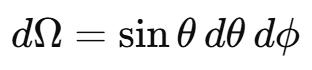 dΩ = sin θ dθ dϕ